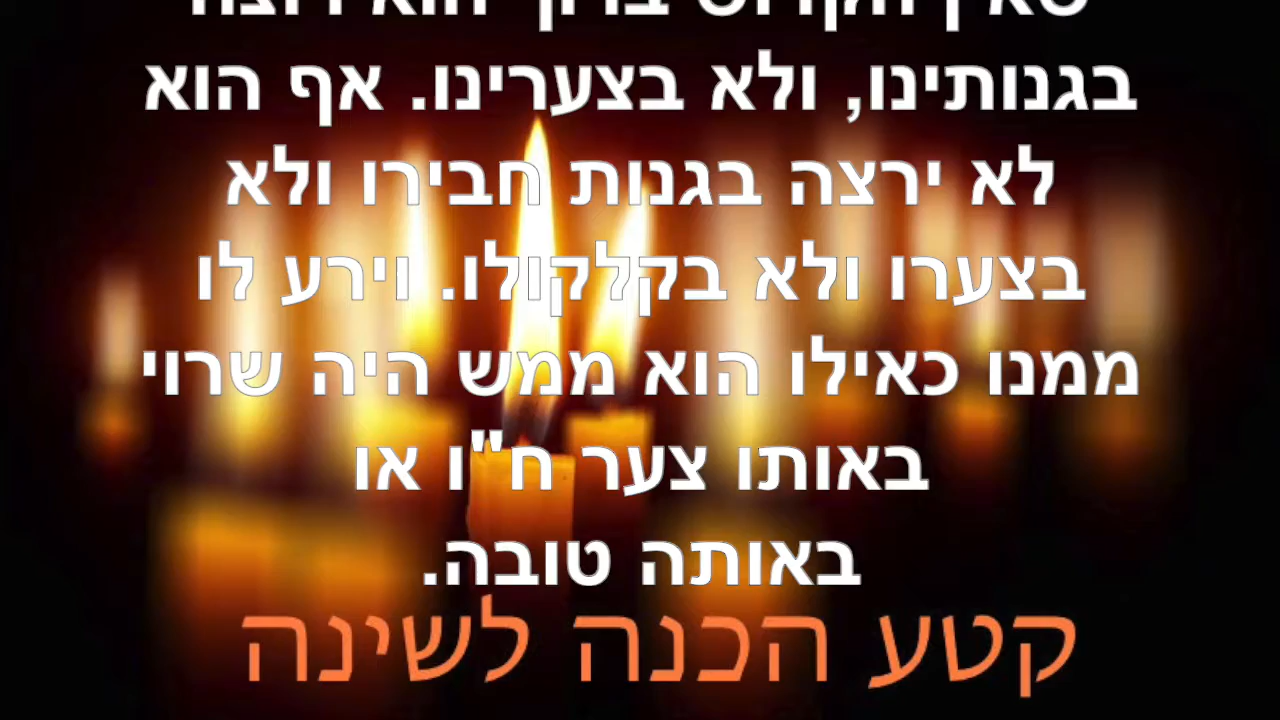 בגנותינו, ולא בצערינו. אף הוא
לא ירצה בגנות חבירו ולא
בצערו ולא בקלקולו. וירע לו
ממנו כאילו הוא ממש היה שרוי
באותו צער ח"ו או
באותה טובה.
קטע הכנה לשינה